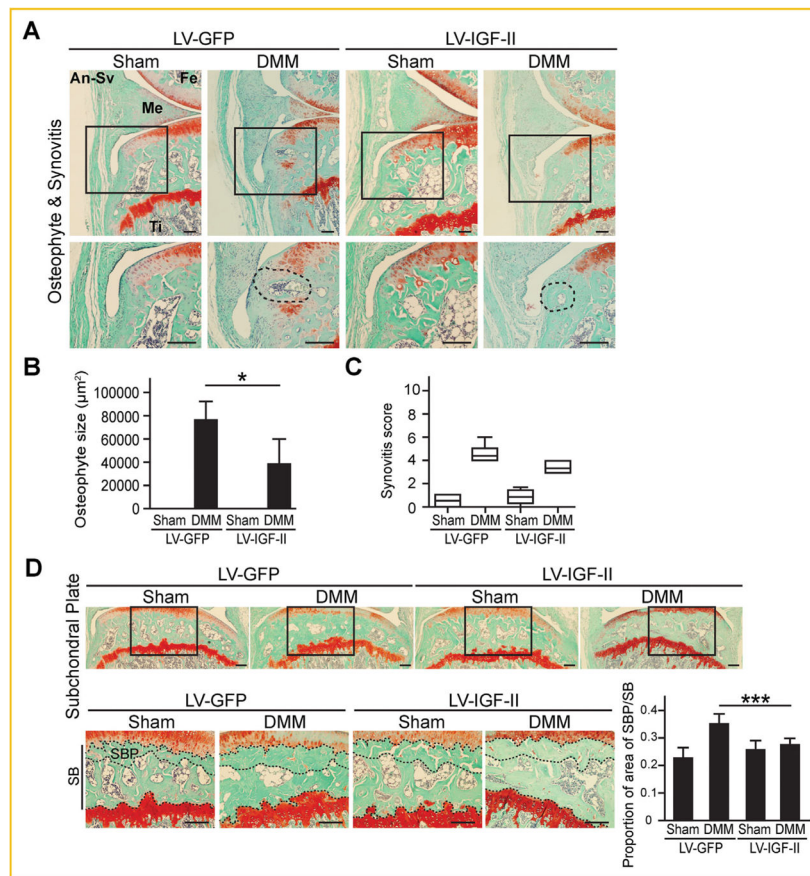 A
LV-GFP LV-IGF-II
Sham DMM Sham DMM
An-Sv Fe
Me
Ti
Osteophyte & Synovitis
B
Osteophyte size (µm²)
100000
80000
60000
40000
20000
0
*
Sham DMM Sham DMM
LV-GFP LV-IGF-II
C
Synovitis score
10
8
6
4
2
0
Sham DMM Sham DMM
LV-GFP LV-IGF-II
D
Subchondral Plate
LV-GFP LV-IGF-II
Sham DMM Sham DMM
LV-GFP LV-IGF-II
Sham DMM Sham DMM
SB
SBP
Proportion of area of SBP/SB
0.4
0.3
0.2
0.1
0
***
Sham DMM Sham DMM
LV-GFP LV-IGF-II